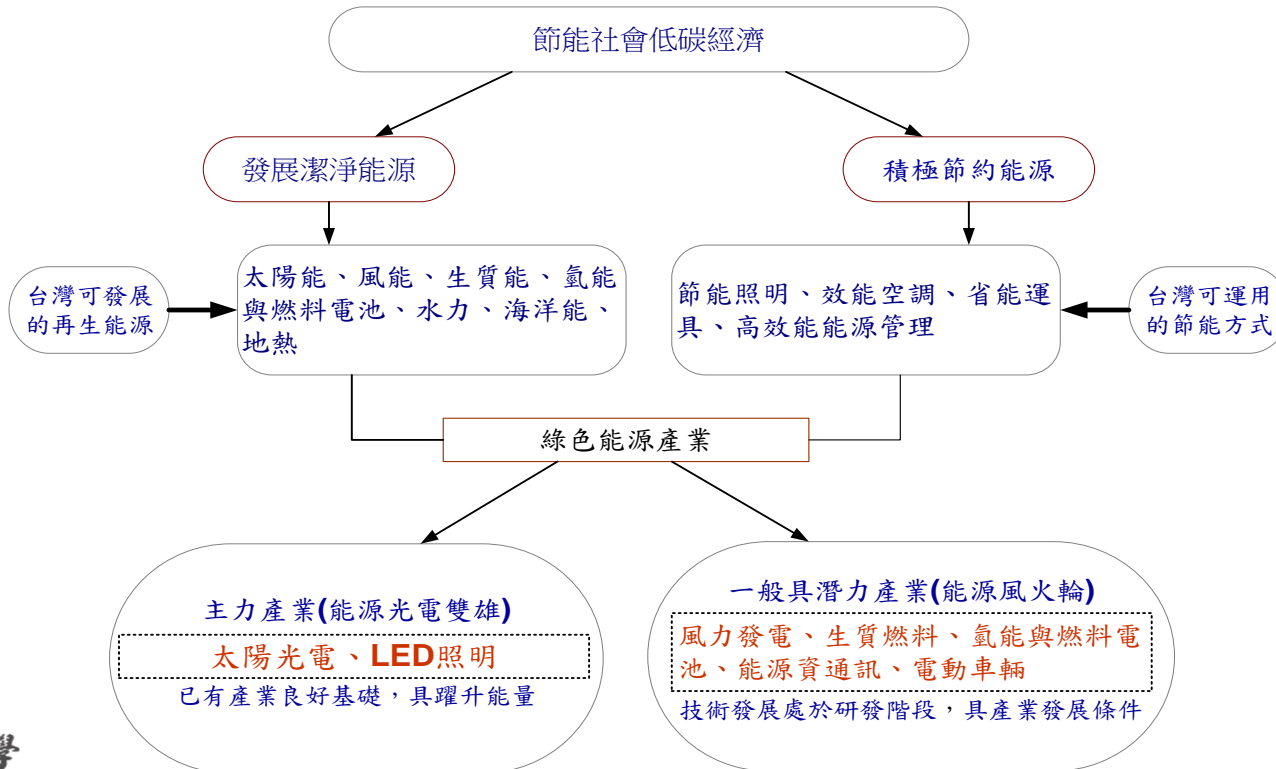 節能社會低碳經濟
發展潔淨能源
積極節約能源
台灣可發展
的再生能源
太陽能、風能、生質能、氫能
與燃料電池、水力、海洋能、
地熱
節能照明、效能空調、省能運
具、高效能能源管理
台灣可運用
的節能方式
綠色能源產業
主力產業(能源光電雙雄)
太陽光電、LED照明
已有產業良好基礎，具躍升能量
一般具潛力產業(能源風火輪)
風力發電、生質燃料、氫能與燃料電
池、能源資通訊、電動車輛
技術發展處於研發階段，具產業發展條件
學